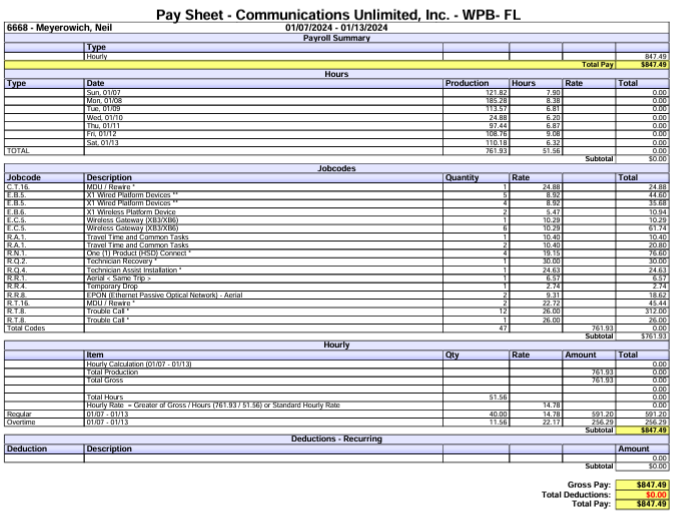 Pay Sheet - Communications Unlimited, Inc. - WPB- FL
6668 - Meyerowich, Neil 01/07/2024 - 01/13/2024
Payroll Summary
Type
Hourly 847.49
Total Pay $847.49
Hours
Type Date Production Hours Rate Total
Sun, 01/07 121.82 7.90 0.00
Mon, 01/08 185.28 8.38 0.00
Tue, 01/09 113.57 6.81 0.00
Wed, 01/10 24.88 6.20 0.00
Thu, 01/11 97.44 6.87 0.00
Fri, 01/12 108.76 9.08 0.00
Sat, 01/13 110.18 6.32 0.00
TOTAL 761.93 51.56 0.00
Subtotal $0.00
Jobcodes
Jobcode Description Quantity Rate Total
C.T.16. MDU / Rewire * 1 24.88 24.88
E.B.5. X1 Wired Platform Devices ** 5 8.92 44.60
E.B.5. X1 Wired Platform Devices ** 4 8.92 35.68
E.B.6. X1 Wireless Platform Device 2 5.47 10.94
E.C.5. Wireless Gateway (XB3/XB6) 1 10.29 10.29
E.C.5. Wireless Gateway (XB3/XB6) 6 10.29 61.74
R.A.1. Travel Time and Common Tasks 1 10.40 10.40
R.A.1. Travel Time and Common Tasks 2 10.40 20.80
R.N.1. One (1) Product (HSD) Connect * 4 19.15 76.60
R.Q.2. Technician Recovery * 1 30.00 30.00
R.Q.4. Technician Assist Installation * 1 24.63 24.63
R.R.1. Aerial < Same Trip > 1 6.57 6.57
R.R.4. Temporary Drop 1 2.74 2.74
R.R.8. EPON (Ethernet Passive Optical Network) - Aerial 2 9.31 18.62
R.T.16. MDU / Rewire * 2 22.72 45.44
R.T.8. Trouble Call * 12 26.00 312.00
R.T.8. Trouble Call * 1 26.00 26.00
Total Codes 47 761.93 0.00
Subtotal $761.93
Hourly
Item Qty Rate Amount Total
Hourly Calculation (01/07 - 01/13) 0.00
Total Production 761.93 0.00
Total Gross 761.93 0.00
0.00
Total Hours 51.56 0.00
Hourly Rate = Greater of Gross / Hours (761.93 / 51.56) or Standard Hourly Rate 14.78 0.00
Regular 01/07 - 01/13 40.00 14.78 591.20 591.20
Overtime 01/07 - 01/13 11.56 22.17 256.29 256.29
Subtotal $847.49
Deductions - Recurring
Deduction Description Amount
0.00
Subtotal $0.00
Gross Pay: $847.49
Total Deductions: $0.00
Total Pay: $847.49